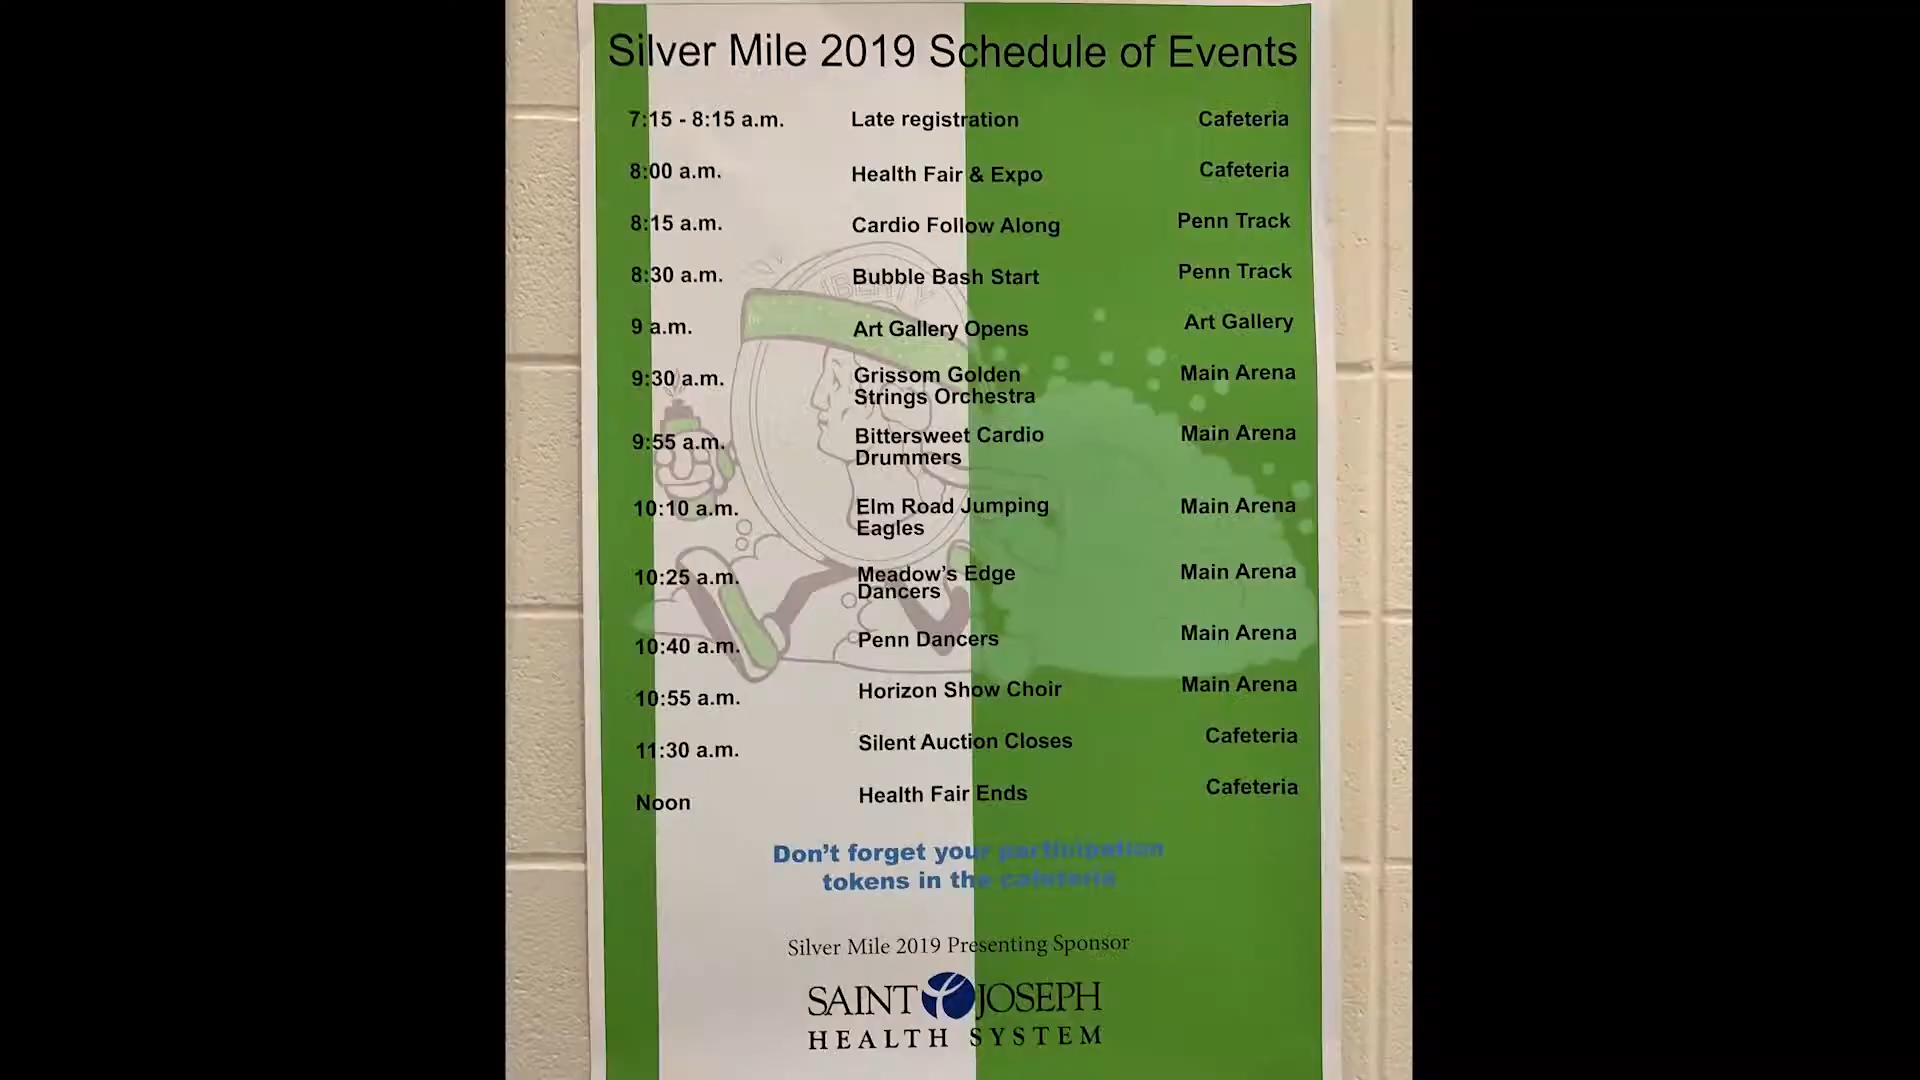 Silver Mile 2019 Schedule of Events
7:15 - 8:15 a.m. Late registration Cafeteria
8:00 a.m. Health Fair & Expo Cafeteria
8:15 a.m. Cardio Follow Along Penn Track
8:30 a.m. Bubble Bash Start Penn Track
9 a.m. Art Gallery Opens Art Gallery
9:30 a.m. Grissom Golden Main Arena
Strings Orchestra
9:55 a.m. Bittersweet Cardio Main Arena
Drummers
10:10 a.m. Elm Road Jumping Main Arena
Eagles
10:25 a.m. Meadow's Edge Main Arena
Dancers
10:40 a.m. Penn Dancers Main Arena
10:55 a.m. Horizon Show Choir Main Arena
11:30 a.m. Silent Auction Closes Cafeteria
Noon Health Fair Ends Cafeteria
Don't forget your participation
tokens in the cafeteria
Silver Mile 2019 Presenting Sponsor
SAINT JOSEPH
HEALTH SYSTEM